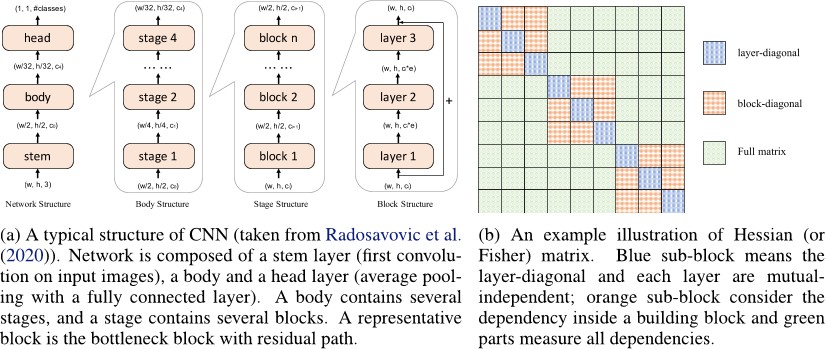 (1, 1, #classes)
head
(w/32, h/32, c₄)
body
(w/2, h/2, c₀)
stem
(w, h, 3)
Network Structure
(w/32, h/32, c₄)
stage 4
... ...
stage 2
(w/4, h/4, c₁)
stage 1
(w/2, h/2, c₀)
Body Structure
(w/2, h/2, cᵢ₊₁)
block n
... ...
block 2
(w/2, h/2, cᵢ₊₁)
block 1
(w, h, cᵢ)
Stage Structure
(w, h, cᵢ)
layer 3
(w, h, cᵢ*e)
layer 2
(w, h, cᵢ*e)
layer 1
(w, h, cᵢ)
+
Block Structure
layer-diagonal
block-diagonal
Full matrix
(a) A typical structure of CNN (taken from Radosavovic et al.
(2020)). Network is composed of a stem layer (first convolu-
tion on input images), a body and a head layer (average pool-
ing with a fully connected layer). A body contains several
stages, and a stage contains several blocks. A representative
block is the bottleneck block with residual path.
(b) An example illustration of Hessian (or
Fisher) matrix. Blue sub-block means the
layer-diagonal and each layer are mutual-
independent; orange sub-block consider the
dependency inside a building block and green
parts measure all dependencies.